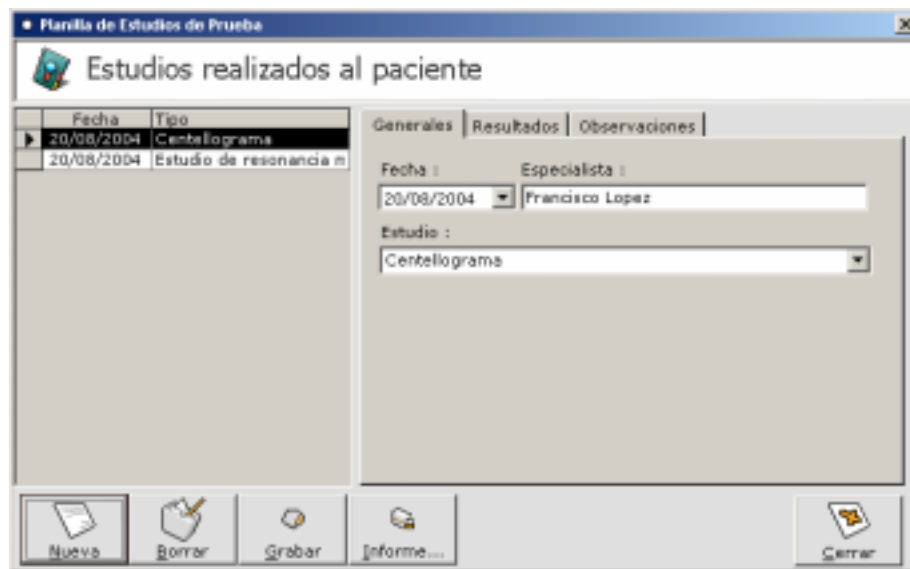 Planilla de Estudios de Prueba
Estudios realizados al paciente
Fecha Tipo
20/08/2004 Centellograma
20/08/2004 Estudio de resonancia m
Generales Resultados Observaciones
Fecha : Especialista :
20/08/2004 Francisco Lopez
Estudio :
Centellograma
Nueva Borrar Grabar Informe... Cerrar